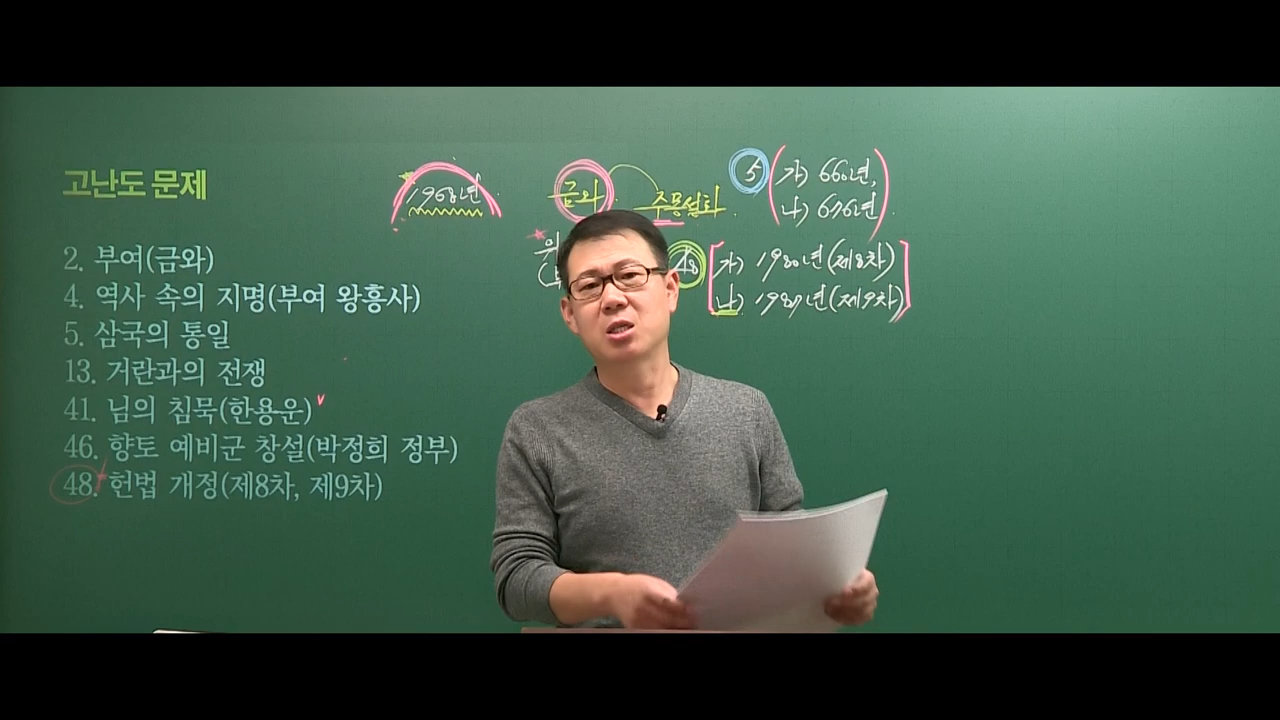 고난도 문제
2. 부여(금와)
4. 역사 속의 지명(부여 왕흥사)
5. 삼국의 통일
13. 거란과의 전쟁
41. 님의 침묵(한용운)
46. 향토 예비군 창설(박정희 정부)
48. 헌법 개정(제8차, 제9차)
1968년
금와
주몽설화
5 가) 660년,
나) 676년
48 가) 1980년(제8차)
나) 1987년(제9차)